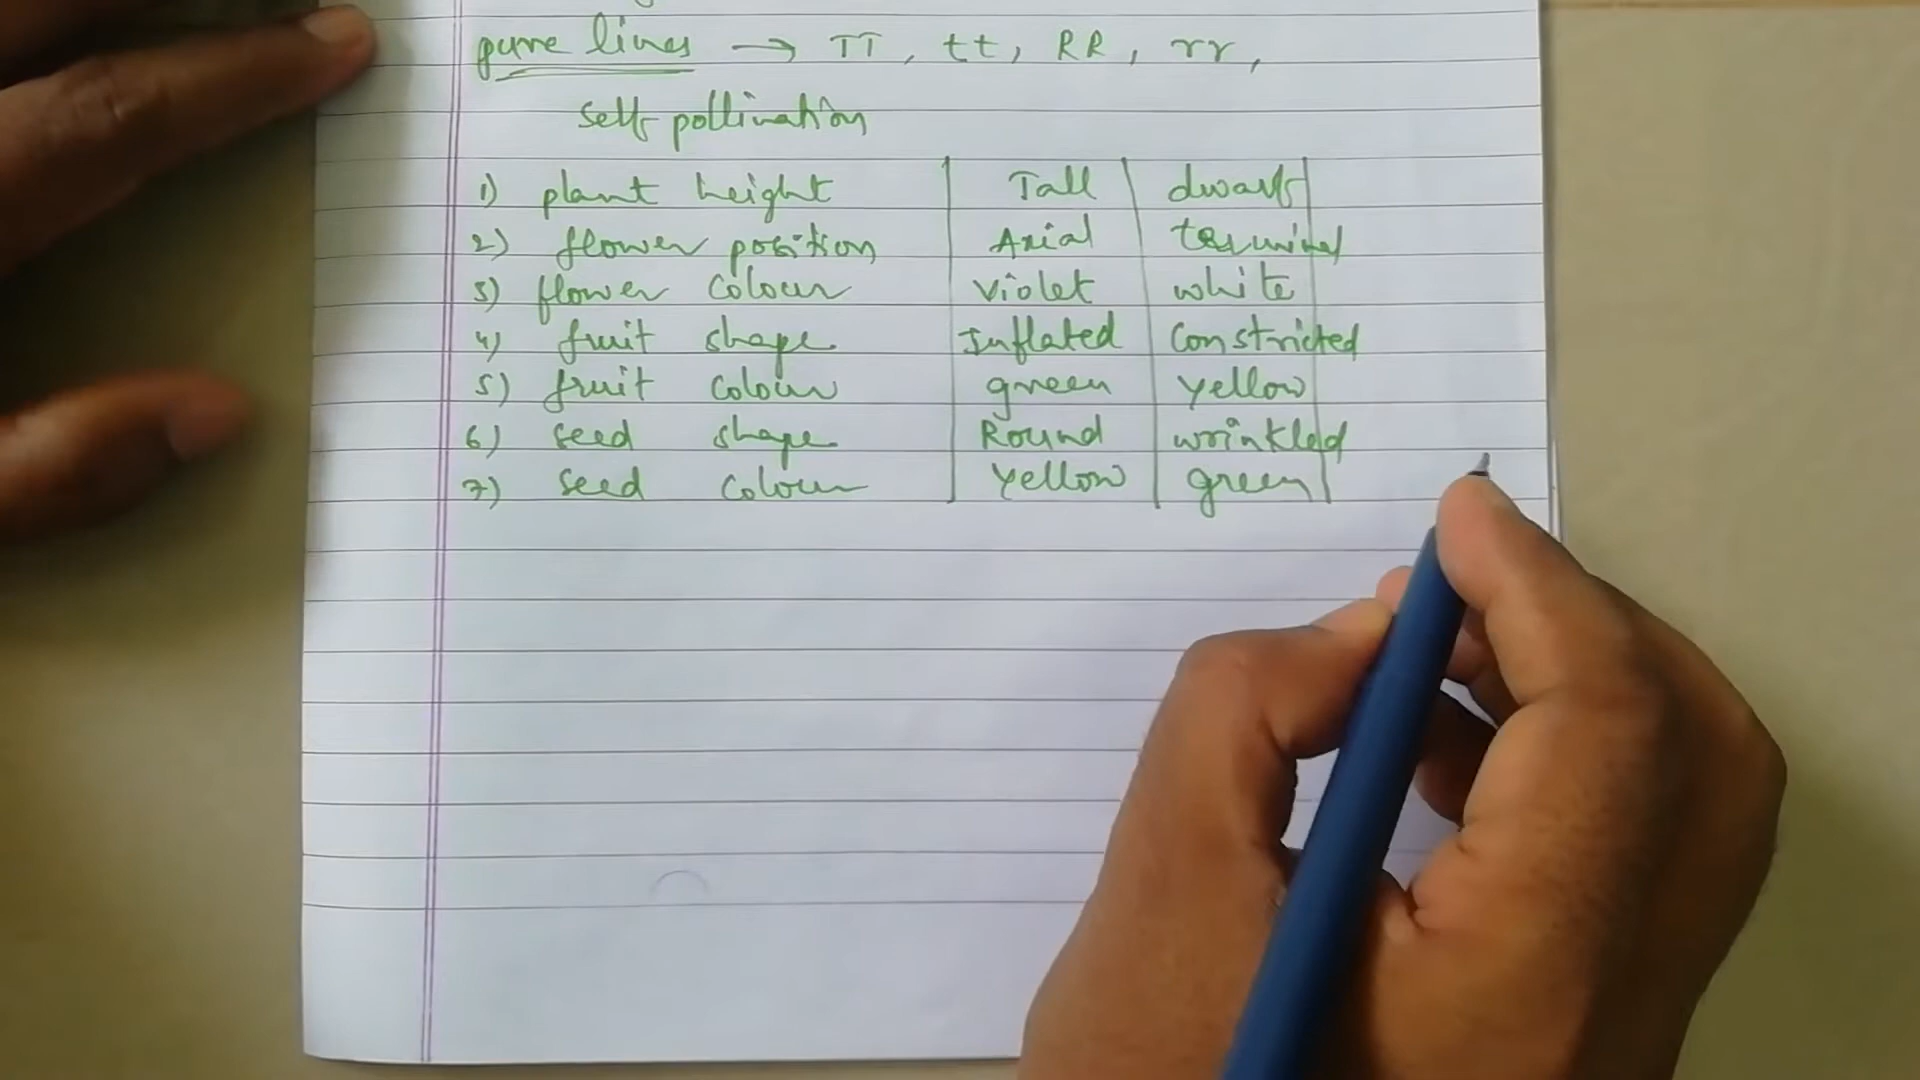 pure lines → TT, tt, RR, rr,
self pollination
1) plant height Tall dwarf
2) flower position Axial terminal
3) flower colour Violet white
4) fruit shape Inflated Constricted
5) fruit colour green yellow
6) seed shape Round wrinkled
7) seed colour yellow green